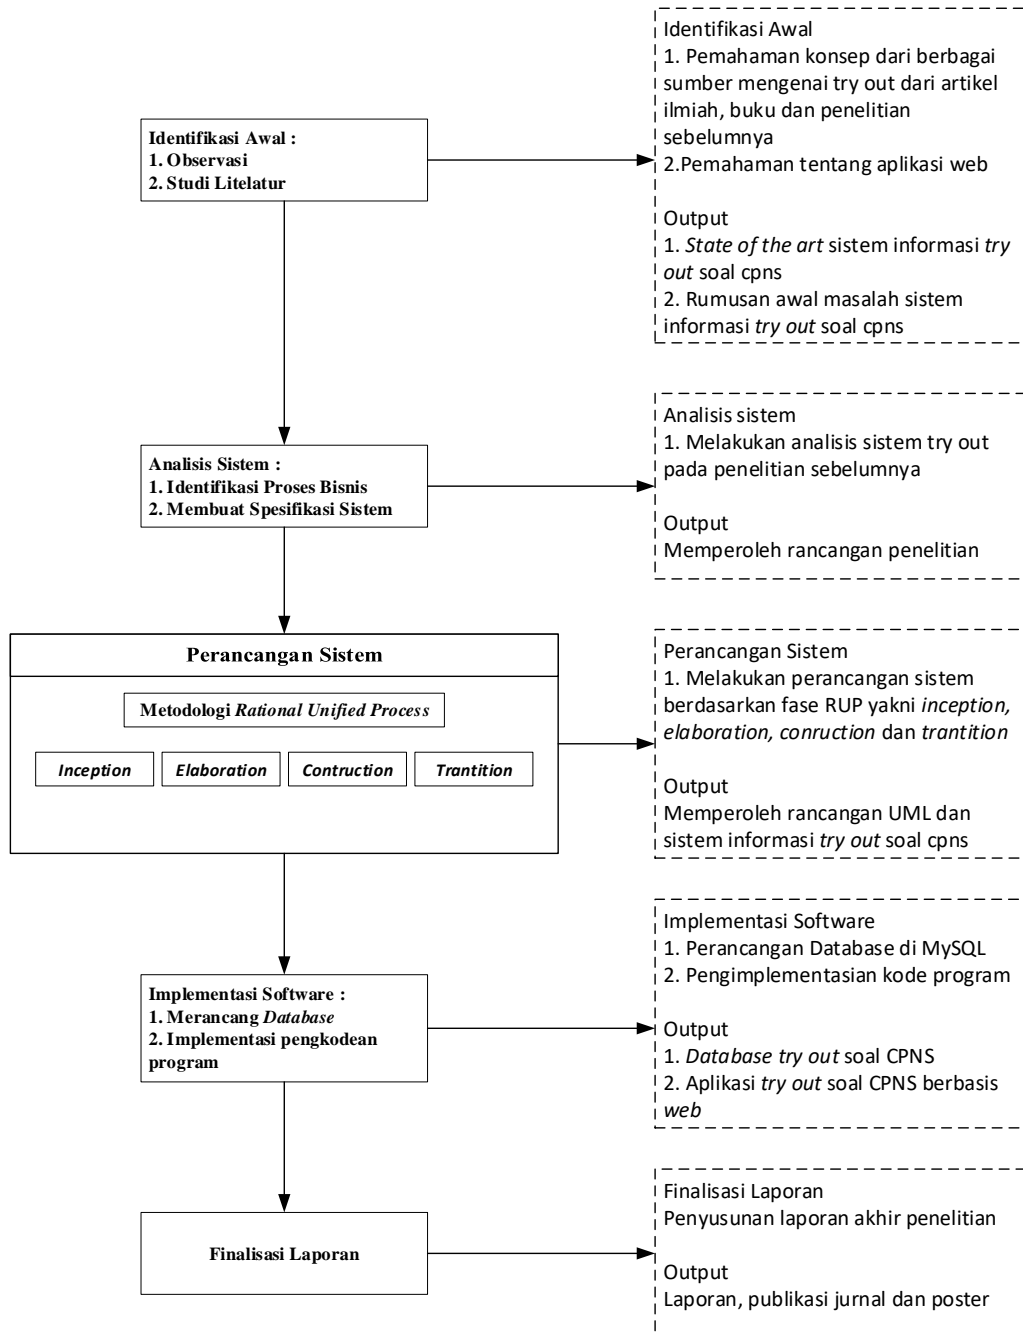 Identifikasi Awal :
1. Observasi
2. Studi Litelatur
Identifikasi Awal
1. Pemahaman konsep dari berbagai
sumber mengenai try out dari artikel
ilmiah, buku dan penelitian
sebelumnya
2.Pemahaman tentang aplikasi web
Output
1. State of the art sistem informasi try
out soal cpns
2. Rumusan awal masalah sistem
informasi try out soal cpns
Analisis Sistem :
1. Identifikasi Proses Bisnis
2. Membuat Spesifikasi Sistem
Analisis sistem
1. Melakukan analisis sistem try out
pada penelitian sebelumnya
Output
Memperoleh rancangan penelitian
Perancangan Sistem
Metodologi Rational Unified Process
Inception
Elaboration
Contruction
Trantition
Perancangan Sistem
1. Melakukan perancangan sistem
berdasarkan fase RUP yakni inception,
elaboration, conruction dan trantition
Output
Memperoleh rancangan UML dan
sistem informasi try out soal cpns
Implementasi Software :
1. Merancang Database
2. Implementasi pengkodean
program
Implementasi Software
1. Perancangan Database di MySQL
2. Pengimplementasian kode program
Output
1. Database try out soal CPNS
2. Aplikasi try out soal CPNS berbasis
web
Finalisasi Laporan
Finalisasi Laporan
Penyusunan laporan akhir penelitian
Output
Laporan, publikasi jurnal dan poster